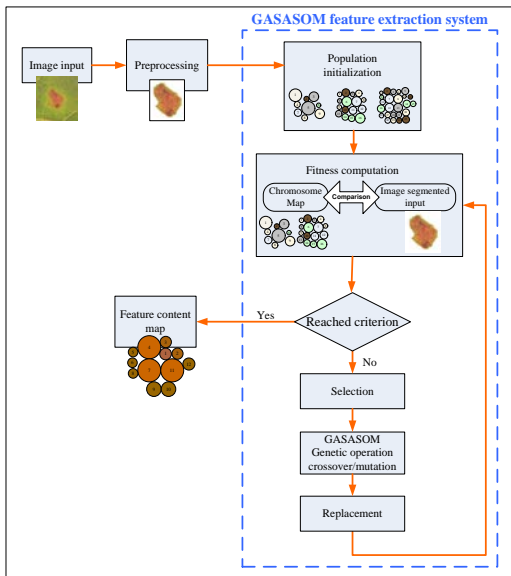 GASASOM feature extraction system
Image input
Preprocessing
Population
initialization
Fitness computation
Chromosome
Map
Comparison
Image segmented
input
Reached criterion
Yes
No
Feature content
map
Selection
GASASOM
Genetic operation
crossover/mutation
Replacement